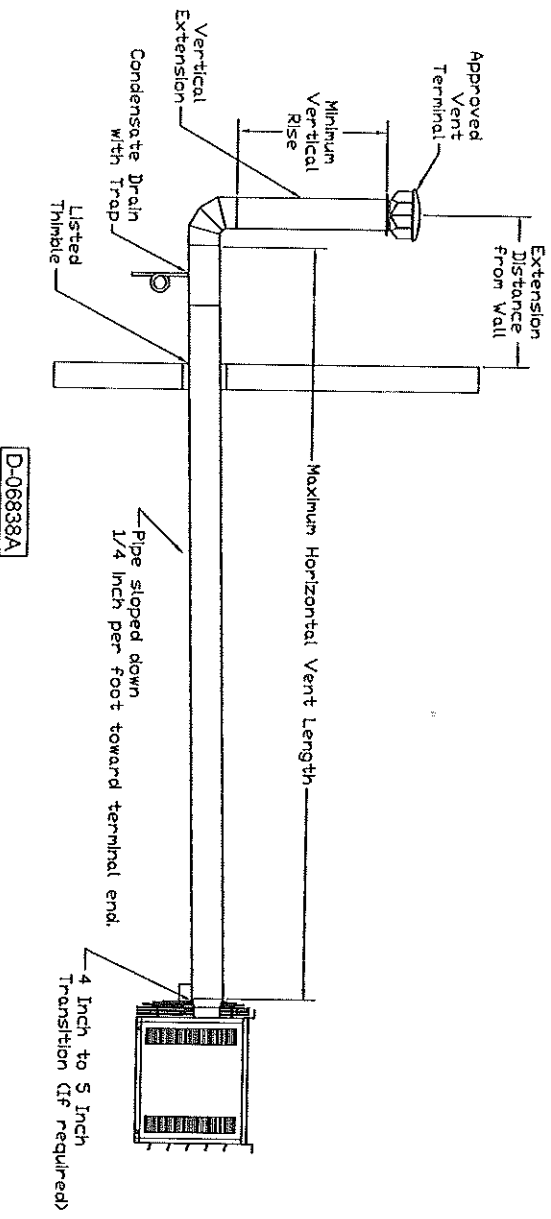 Approved
Vent
Terminal
Extension
Distance
from Wall
Minimum
Vertical
Rise
Vertical
Extension
Condensate Drain
with Trap
Listed
Thimble
Maximum Horizontal Vent Length
Pipe sloped down
1/4 inch per foot toward terminal end.
4 Inch to 5 Inch
Transition (If required)
D-06838A